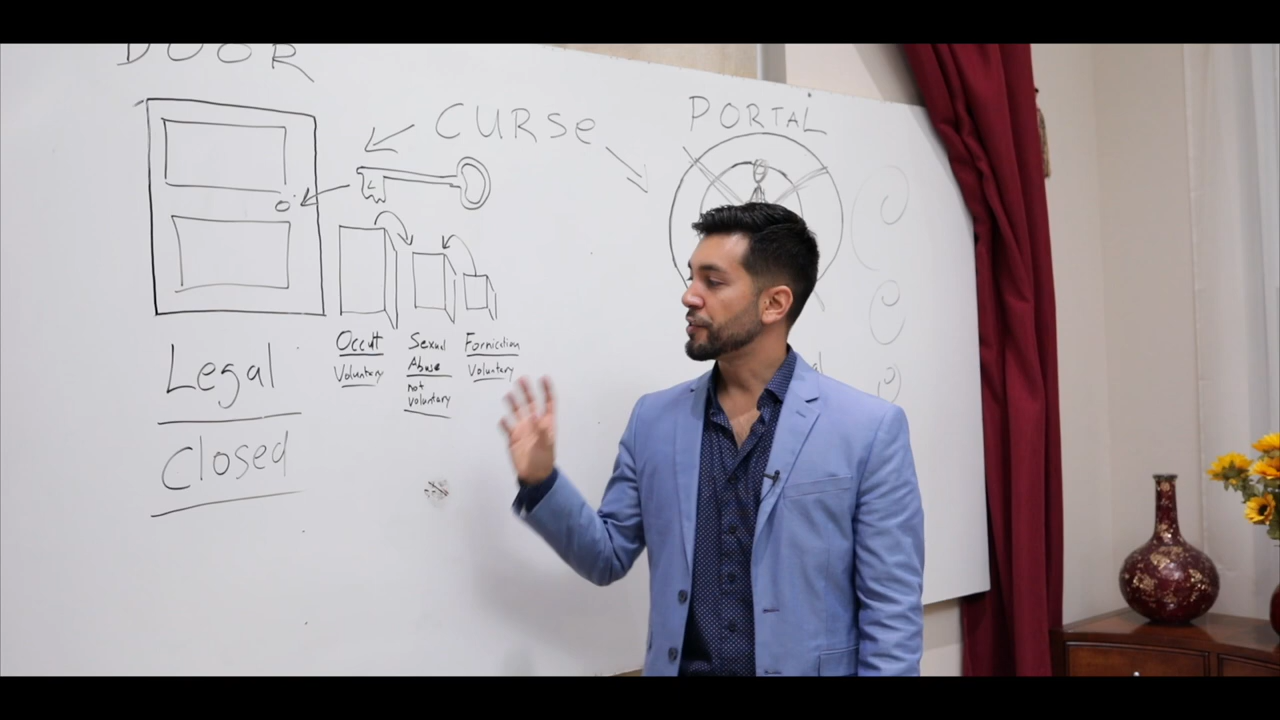 DOOR
CURSE
PORTAL
Occult
Voluntary
Sexual
Abuse
not
voluntary
Fornication
Voluntary
Legal
Closed